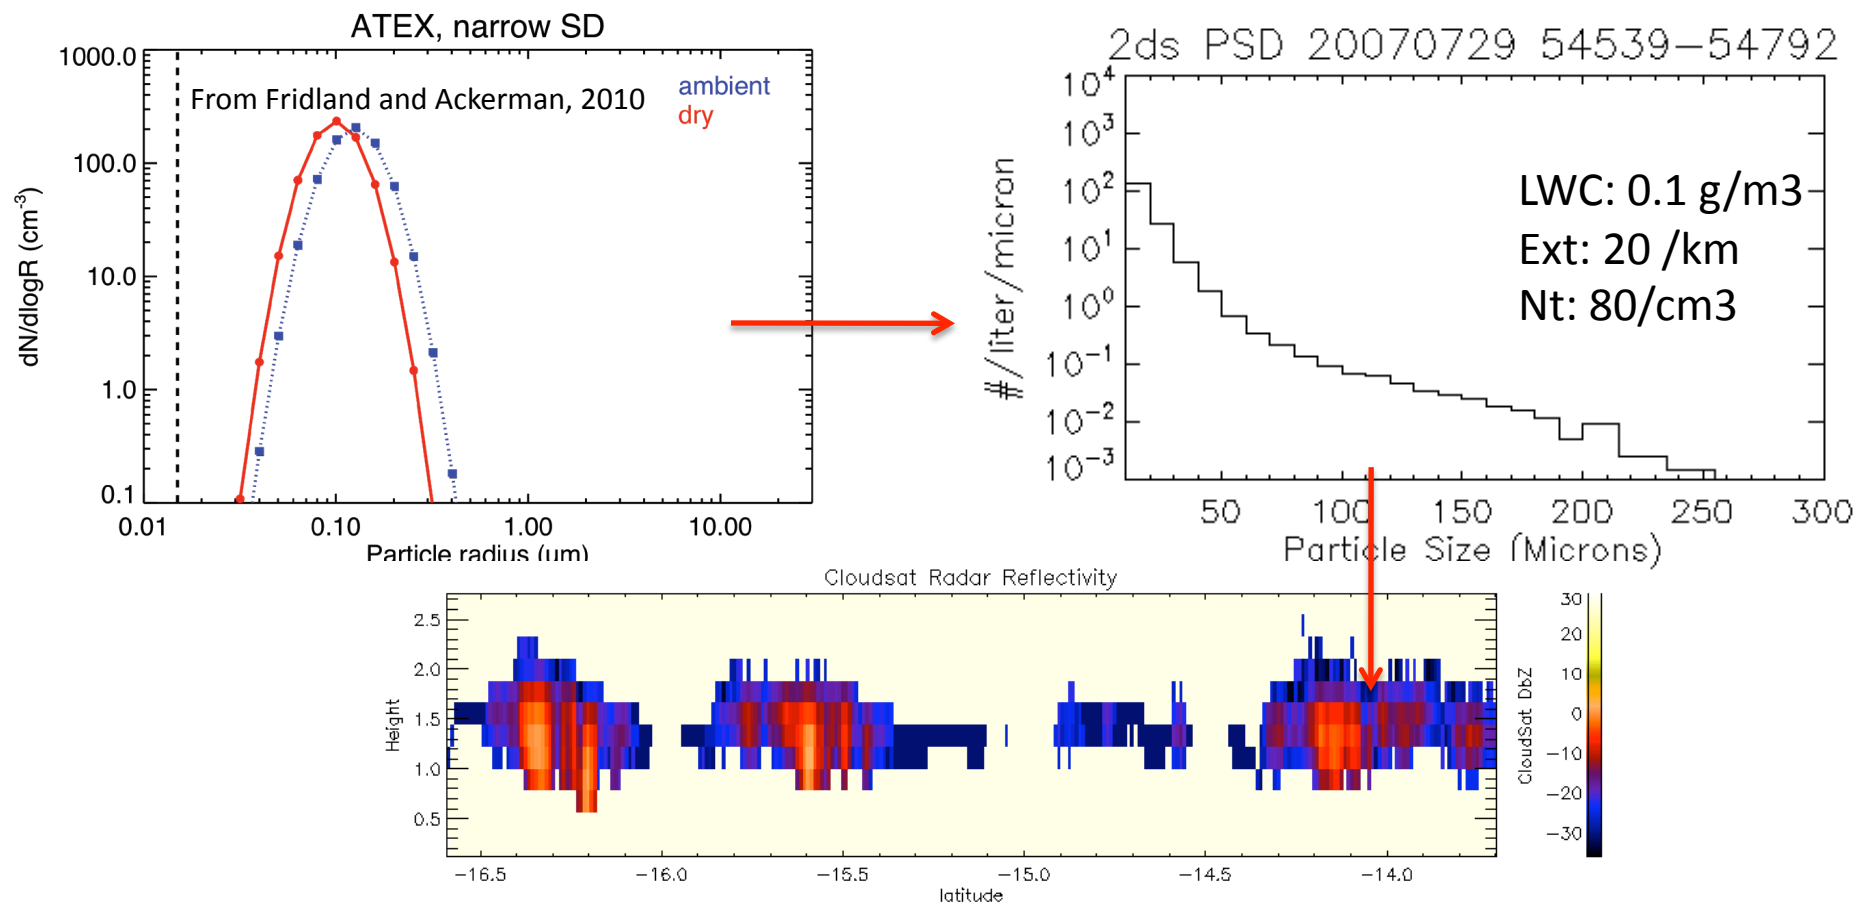 ATEX, narrow SD
1000.0
100.0
10.0
1.0
0.1
dN/dlogR (cm-3)
From Fridland and Ackerman, 2010
ambient
dry
0.01
0.10
1.00
10.00
Particle radius (um)
2ds PSD 20070729 54539-54792
10^4
10^3
10^2
10^1
10^0
10^-1
10^-2
10^-3
#/liter/micron
LWC: 0.1 g/m3
Ext: 20 /km
Nt: 80/cm3
50
100
150
200
250
300
Particle Size (Microns)
Cloudsat Radar Reflectivity
2.5
2.0
1.5
1.0
0.5
Height
-16.5
-16.0
-15.5
-15.0
-14.5
-14.0
latitude
30
20
10
0
-10
-20
-30
CloudSat DbZ